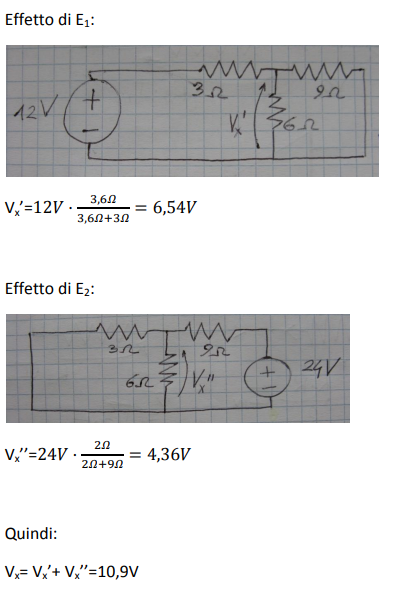 Effetto di E₁:
12V
3Ω
9Ω
Vx'
6Ω
Vₓ'=12V · 3,6Ω / 3,6Ω+3Ω = 6,54V
Effetto di E₂:
3Ω
9Ω
6Ω
Vx''
24V
Vₓ''=24V · 2Ω / 2Ω+9Ω = 4,36V
Quindi:
Vₓ= Vₓ'+ Vₓ''=10,9V